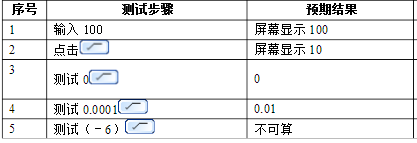 序号 测试步骤 预期结果
1 输入 100 屏幕显示 100
2 点击 屏幕显示 10
3 测试 0 0
4 测试 0.0001 0.01
5 测试（－6） 不可算